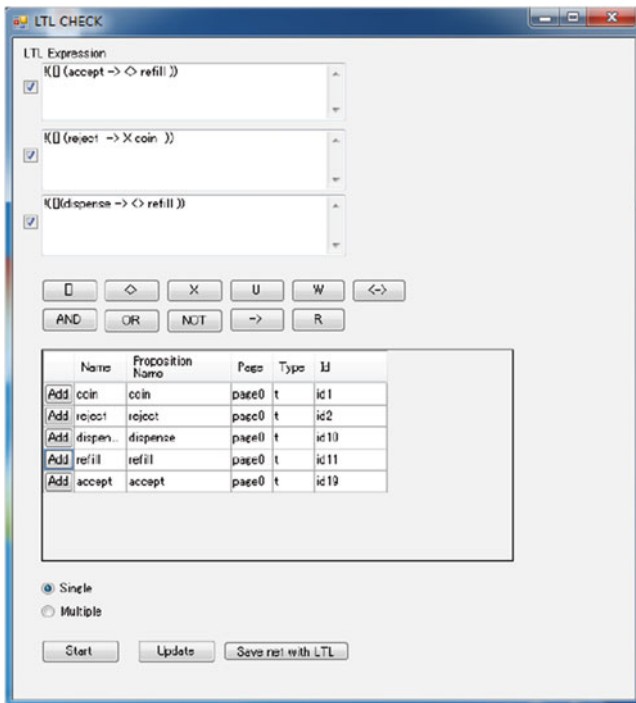 LTL CHECK
LTL Expression
!([] (accept -> <> refill ))
!([] (reject -> X coin ))
!([](dispense -> <> refill ))
[] <> X U W <->
AND OR NOT -> R
Name Proposition Name Page Type Id
Add coin coin page0 t id1
Add reject reject page0 t id2
Add dispen... dispense page0 t id10
Add refill refill page0 t id11
Add accept accept page0 t id19
Single
Multiple
Start Update Save net with LTL